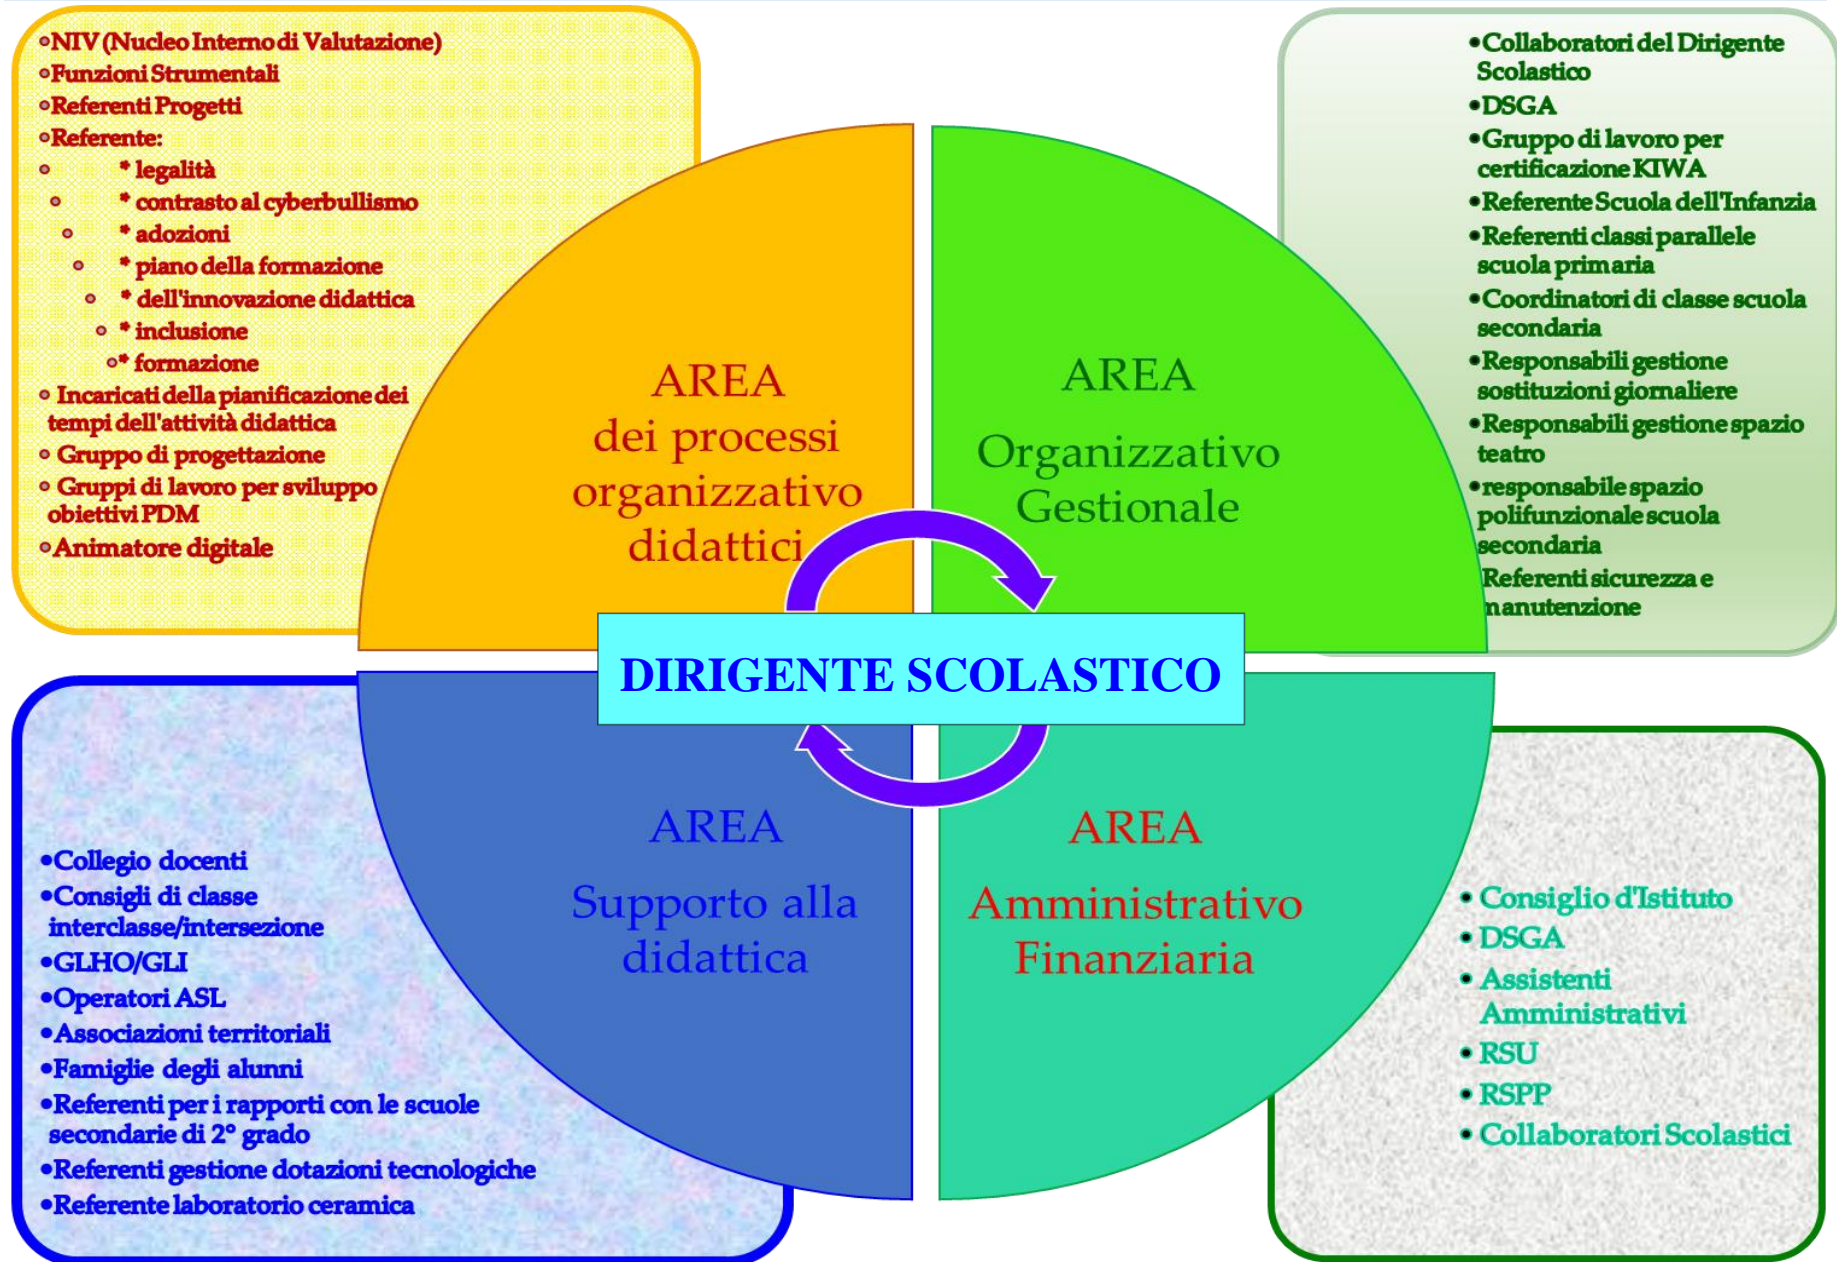 •NIV (Nucleo Interno di Valutazione)
•Funzioni Strumentali
•Referenti Progetti
•Referente:
• * legalità
• * contrasto al cyberbullismo
• * adozioni
• * piano della formazione
• * dell'innovazione didattica
• * inclusione
•* formazione
• Incaricati della pianificazione dei
tempi dell'attività didattica
• Gruppo di progettazione
• Gruppi di lavoro per sviluppo
obiettivi PDM
•Animatore digitale
AREA
dei processi
organizzativo
didattici
AREA
Organizzativo
Gestionale
•Collaboratori del Dirigente
Scolastico
•DSGA
•Gruppo di lavoro per
certificazione KIWA
•Referente Scuola dell'Infanzia
•Referenti classi parallele
scuola primaria
•Coordinatori di classe scuola
secondaria
•Responsabili gestione
sostituzioni giornaliere
•Responsabili gestione spazio
teatro
•responsabile spazio
polifunzionale scuola
secondaria
Referenti sicurezza e
manutenzione
DIRIGENTE SCOLASTICO
•Collegio docenti
•Consigli di classe
interclasse/intersezione
•GLHO/GLI
•Operatori ASL
•Associazioni territoriali
•Famiglie degli alunni
•Referenti per i rapporti con le scuole
secondarie di 2° grado
•Referenti gestione dotazioni tecnologiche
•Referente laboratorio ceramica
AREA
Supporto alla
didattica
AREA
Amministrativo
Finanziaria
• Consiglio d'Istituto
• DSGA
• Assistenti
Amministrativi
• RSU
• RSPP
• Collaboratori Scolastici